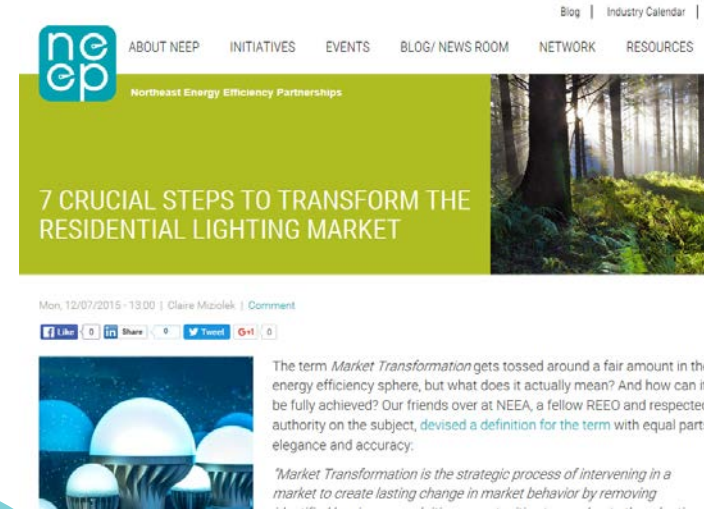 Blog | Industry Calendar |
neep
ABOUT NEEP INITIATIVES EVENTS BLOG/ NEWS ROOM NETWORK RESOURCES
Northeast Energy Efficiency Partnerships
7 CRUCIAL STEPS TO TRANSFORM THE
RESIDENTIAL LIGHTING MARKET
Mon, 12/07/2015 - 13:00 | Claire Miziolek | Comment
Like 0 in Share 0 Tweet G+1 0
The term Market Transformation gets tossed around a fair amount in the
energy efficiency sphere, but what does it actually mean? And how can it
be fully achieved? Our friends over at NEEA, a fellow REEO and respected
authority on the subject, devised a definition for the term with equal parts
elegance and accuracy:
"Market Transformation is the strategic process of intervening in a
market to create lasting change in market behavior by removing